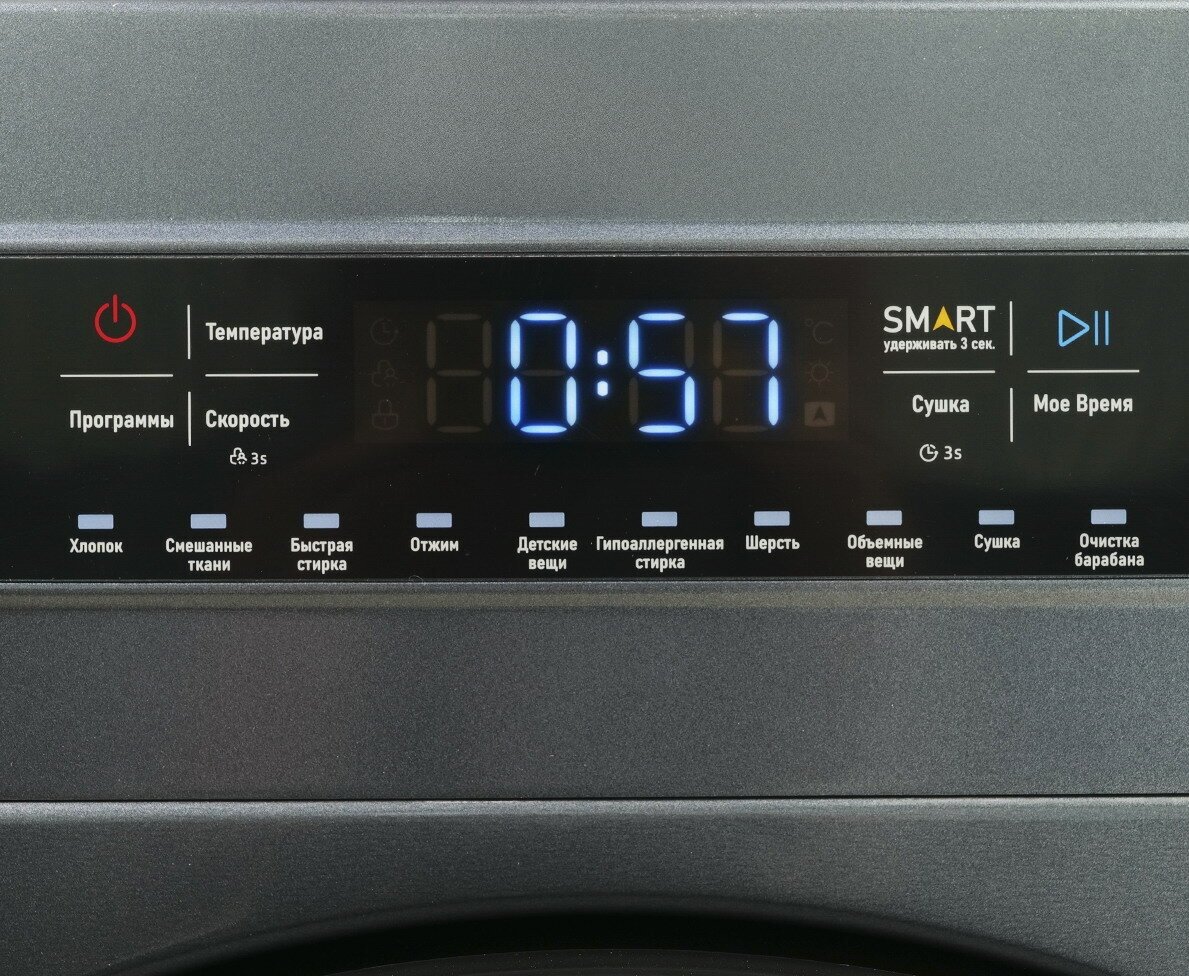 Температура
0:57
SMART
удерживать 3 сек.
Программы
Скорость
3s
Сушка
3s
Мое Время
Хлопок
Смешанные
ткани
Быстрая
стирка
Отжим
Детские
вещи
Гипоаллергенная
стирка
Шерсть
Объемные
вещи
Сушка
Очистка
барабана
°C